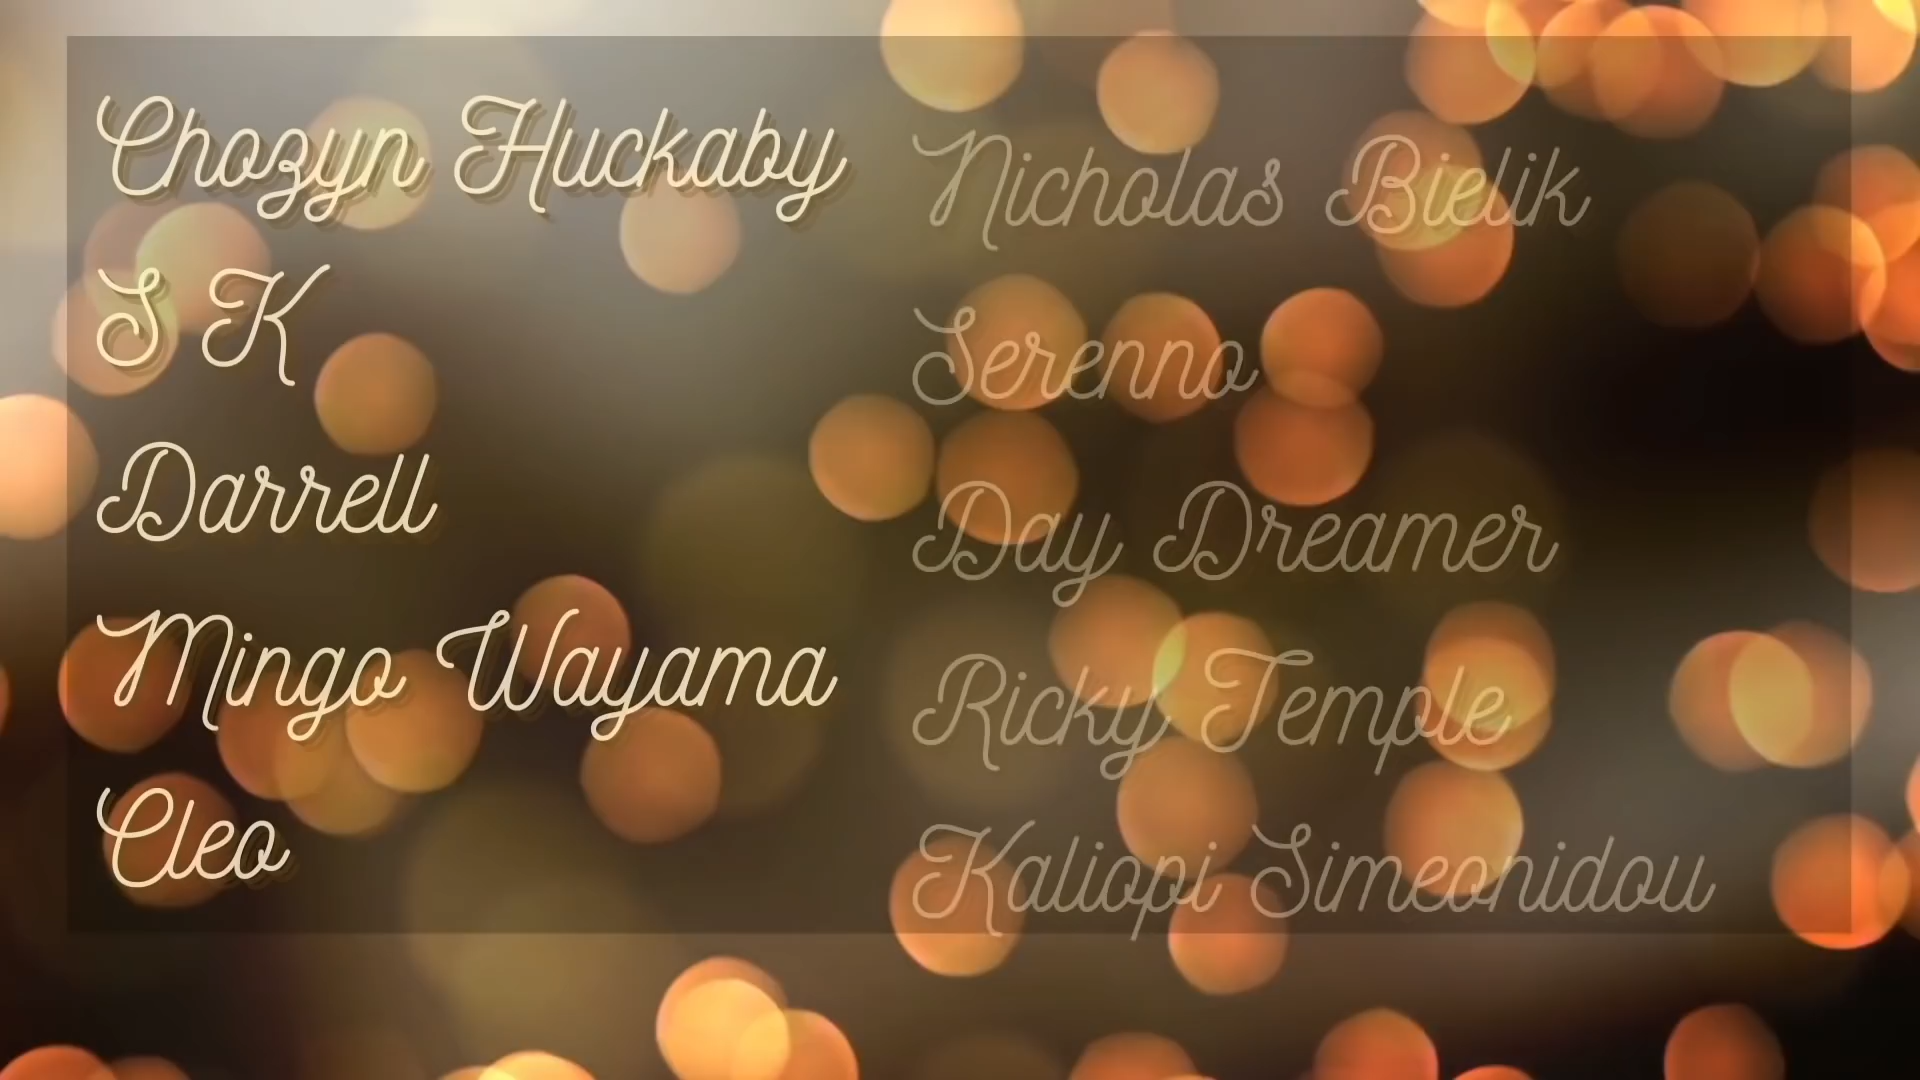 Chozyn Huckaby
S K
Darrell
Mingo Wayama
Cleo
Nicholas Bielik
Serenno
Day Dreamer
Ricky Temple
Kaliopi Simeonidou